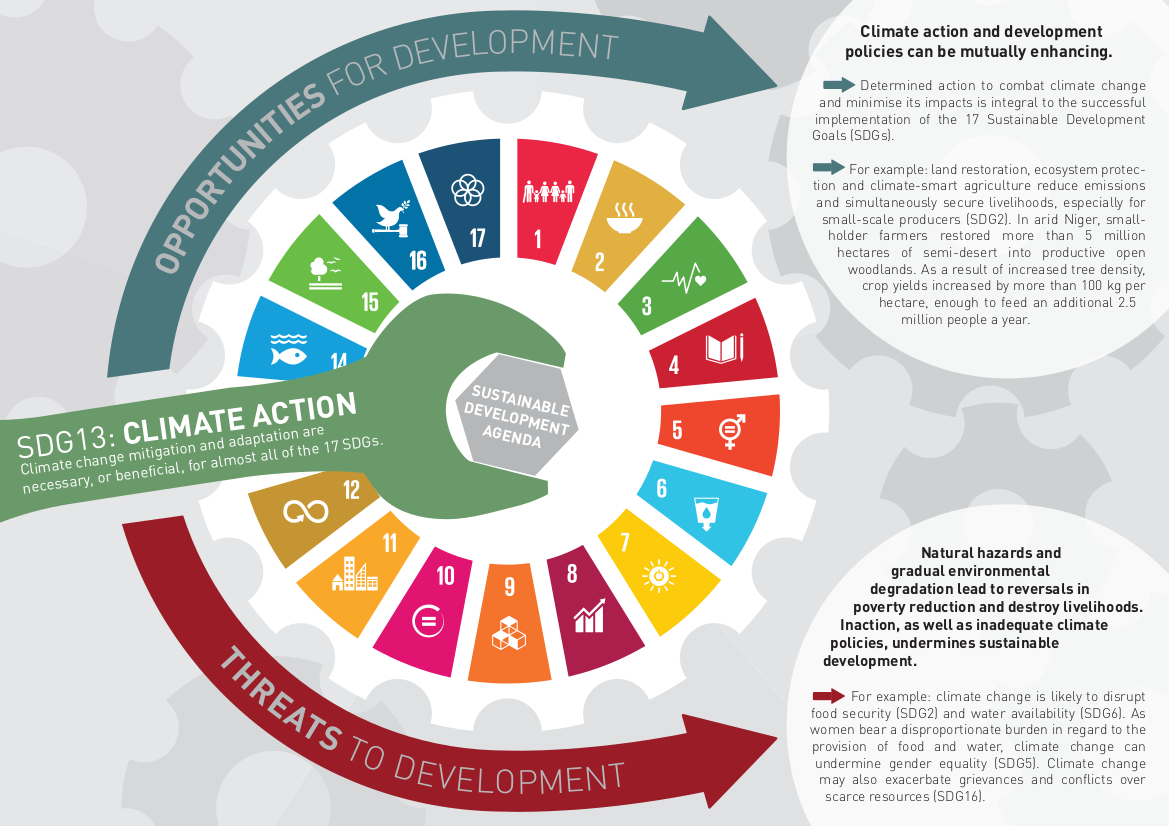 OPPORTUNITIES FOR DEVELOPMENT
17
1
16
2
15
3
14
4
SDG13: CLIMATE ACTION
Climate change mitigation and adaptation are
necessary, or beneficial, for almost all of the 17 SDGs.
SUSTAINABLE
DEVELOPMENT
AGENDA
5
12
6
11
7
10
9
8
THREATS TO DEVELOPMENT
Climate action and development
policies can be mutually enhancing.
Determined action to combat climate change
and minimise its impacts is integral to the successful
implementation of the 17 Sustainable Development
Goals (SDGs).
For example: land restoration, ecosystem protec-
tion and climate-smart agriculture reduce emissions
and simultaneously secure livelihoods, especially for
small-scale producers (SDG2). In arid Niger, small-
holder farmers restored more than 5 million
hectares of semi-desert into productive open
woodlands. As a result of increased tree density,
crop yields increased by more than 100 kg per
hectare, enough to feed an additional 2.5
million people a year.
Natural hazards and
gradual environmental
degradation lead to reversals in
poverty reduction and destroy livelihoods.
Inaction, as well as inadequate climate
policies, undermines sustainable
development.
For example: climate change is likely to disrupt
food security (SDG2) and water availability (SDG6). As
women bear a disproportionate burden in regard to the
provision of food and water, climate change can
undermine gender equality (SDG5). Climate change
may also exacerbate grievances and conflicts over
scarce resources (SDG16).